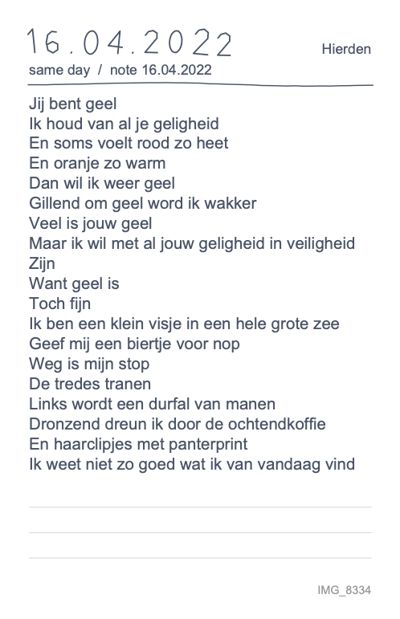 16.04.2022
Hierden
same day / note 16.04.2022
Jij bent geel
Ik houd van al je geligheid
En soms voelt rood zo heet
En oranje zo warm
Dan wil ik weer geel
Gillend om geel word ik wakker
Veel is jouw geel
Maar ik wil met al jouw geligheid in veiligheid
Zijn
Want geel is
Toch fijn
Ik ben een klein visje in een hele grote zee
Geef mij een biertje voor nop
Weg is mijn stop
De tredes tranen
Links wordt een durfal van manen
Dronzend dreun ik door de ochtendkoffie
En haarclipjes met panterprint
Ik weet niet zo goed wat ik van vandaag vind
IMG_8334